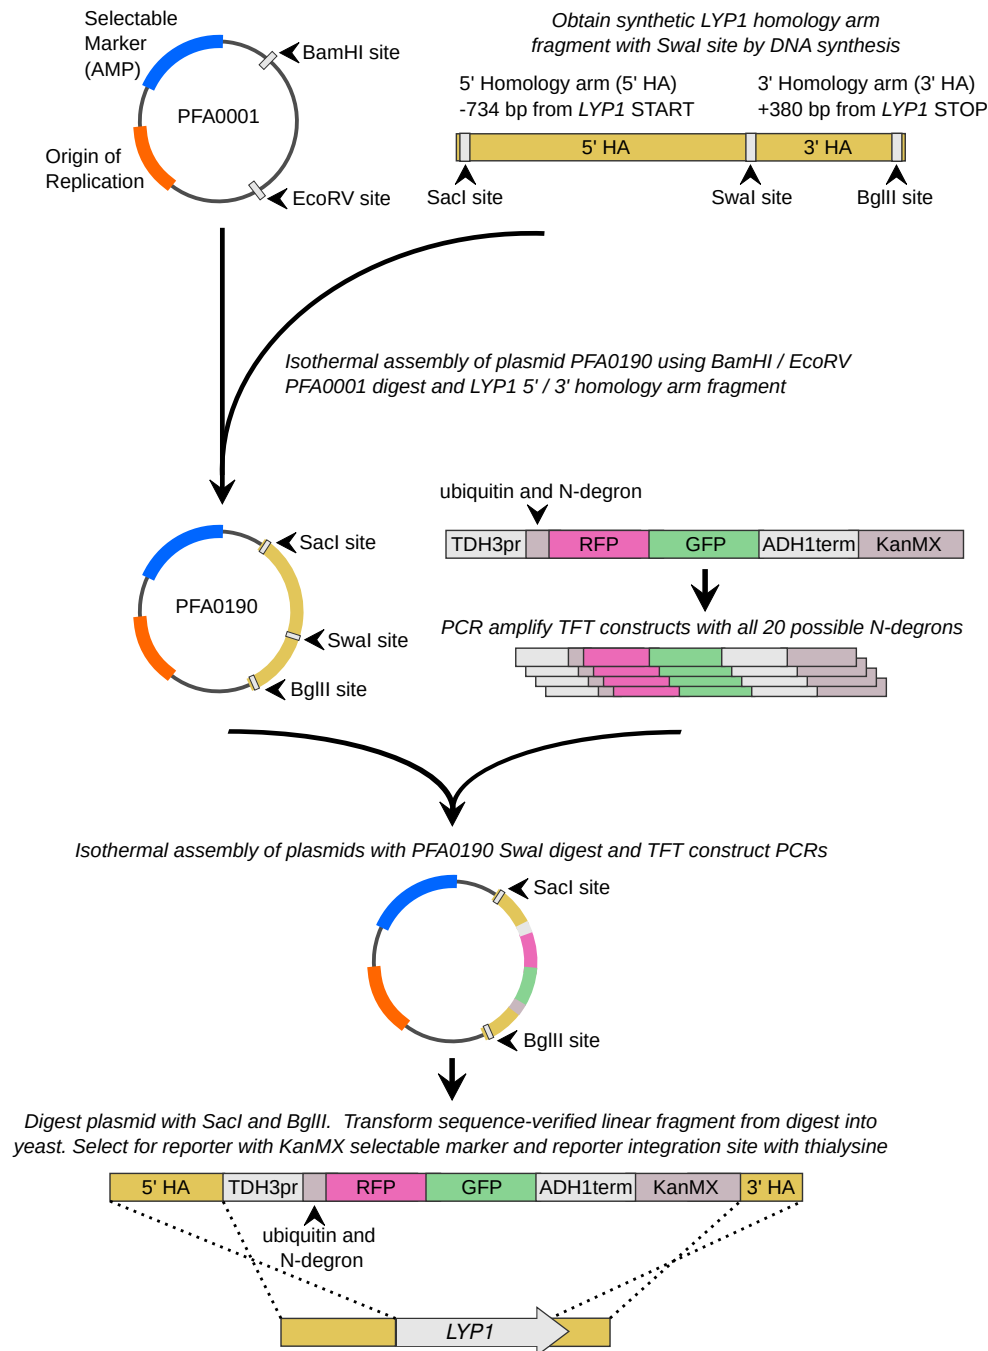 Selectable
Marker
(AMP)
BamHI site
PFA0001
Origin of
Replication
EcoRV site
Obtain synthetic LYP1 homology arm
fragment with SwaI site by DNA synthesis
5' Homology arm (5' HA)
-734 bp from LYP1 START
3' Homology arm (3' HA)
+380 bp from LYP1 STOP
5' HA
3' HA
SacI site
SwaI site
BglII site
Isothermal assembly of plasmid PFA0190 using BamHI / EcoRV
PFA0001 digest and LYP1 5' / 3' homology arm fragment
SacI site
PFA0190
SwaI site
BglII site
ubiquitin and N-degron
TDH3pr
RFP
GFP
ADH1term
KanMX
PCR amplify TFT constructs with all 20 possible N-degrons
Isothermal assembly of plasmids with PFA0190 SwaI digest and TFT construct PCRs
SacI site
BglII site
Digest plasmid with SacI and BglII.  Transform sequence-verified linear fragment from digest into
yeast. Select for reporter with KanMX selectable marker and reporter integration site with thialysine
5' HA
TDH3pr
RFP
GFP
ADH1term
KanMX
3' HA
ubiquitin and
N-degron
LYP1